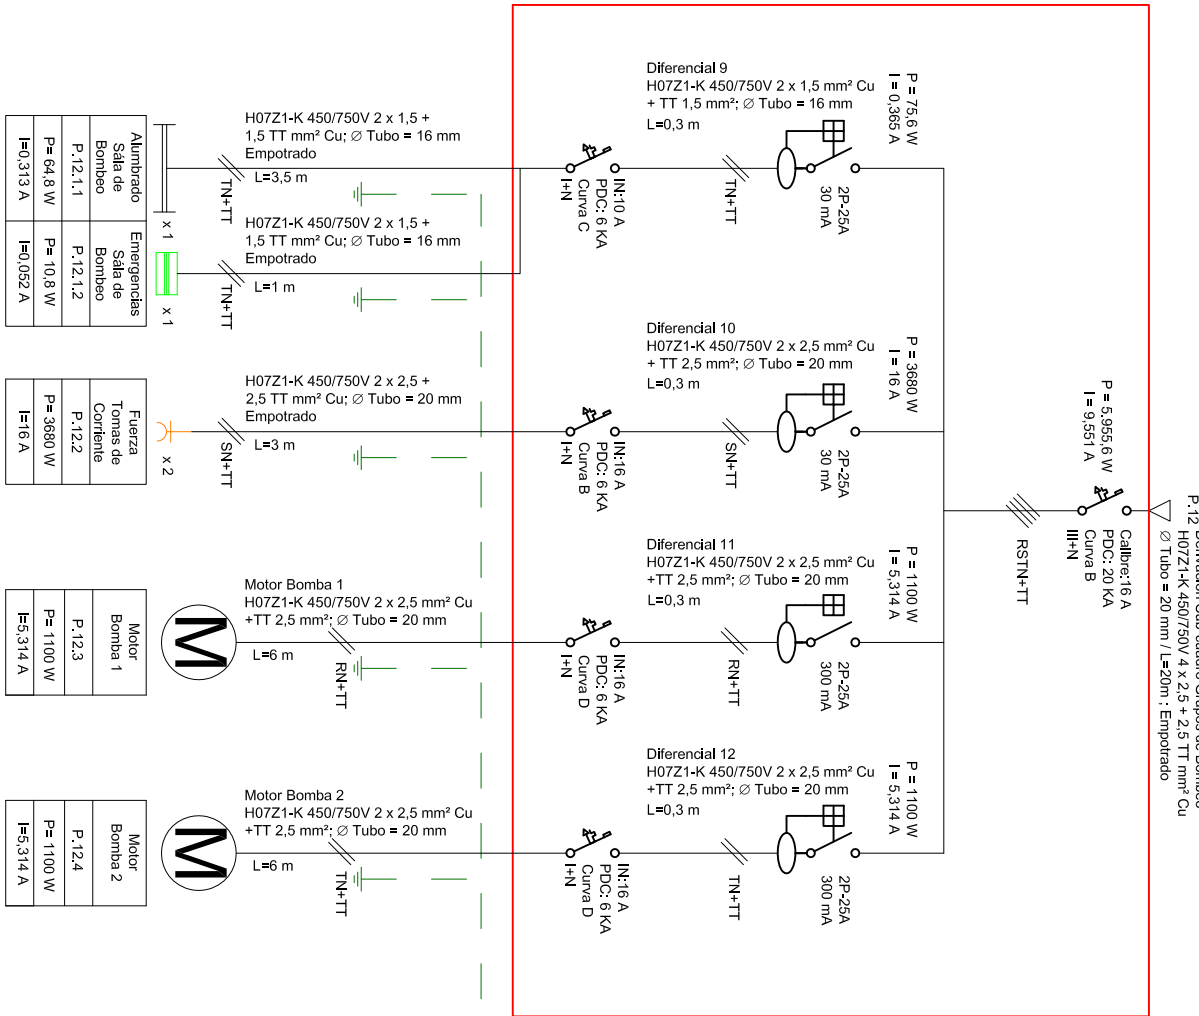 P.12
H07Z1-K 450/750V 4 x 2,5 + 2,5 TT mm² Cu
∅ Tubo = 20 mm / L=20m ; Empotrado
P = 5.955,6 W
I = 9,551 A
Calibre:16 A
PDC: 20 KA
Curva B
III+N
RSTN+TT
Diferencial 9
H07Z1-K 450/750V 2 x 1,5 mm² Cu
+ TT 1,5 mm²; ∅ Tubo = 16 mm
L=0,3 m
P = 75,6 W
I = 0,365 A
2P-25A
30 mA
TN+TT
IN:10 A
PDC: 6 KA
Curva C
I+N
H07Z1-K 450/750V 2 x 1,5 +
1,5 TT mm² Cu; ∅ Tubo = 16 mm
Empotrado
L=3,5 m
TN+TT
x 1
Alumbrado
Sála de
Bombeo
P.12.1.1
P= 64,8 W
I=0,313 A
H07Z1-K 450/750V 2 x 1,5 +
1,5 TT mm² Cu; ∅ Tubo = 16 mm
Empotrado
L=1 m
TN+TT
x 1
Emergencias
Sála de
Bombeo
P.12.1.2
P= 10,8 W
I=0,052 A
Diferencial 10
H07Z1-K 450/750V 2 x 2,5 mm² Cu
+ TT 2,5 mm²; ∅ Tubo = 20 mm
L=0,3 m
P = 3680 W
I = 16 A
2P-25A
30 mA
SN+TT
IN:16 A
PDC: 6 KA
Curva B
I+N
H07Z1-K 450/750V 2 x 2,5 +
2,5 TT mm² Cu; ∅ Tubo = 20 mm
Empotrado
L=3 m
SN+TT
x 2
Fuerza
Tomas de
Corriente
P.12.2
P= 3680 W
I=16 A
Diferencial 11
H07Z1-K 450/750V 2 x 2,5 mm² Cu
+TT 2,5 mm²; ∅ Tubo = 20 mm
L=0,3 m
P = 1100 W
I = 5,314 A
2P-25A
300 mA
RN+TT
IN:16 A
PDC: 6 KA
Curva D
I+N
Motor Bomba 1
H07Z1-K 450/750V 2 x 2,5 mm² Cu
+TT 2,5 mm²; ∅ Tubo = 20 mm
L=6 m
RN+TT
M
Motor
Bomba 1
P.12.3
P= 1100 W
I=5,314 A
Diferencial 12
H07Z1-K 450/750V 2 x 2,5 mm² Cu
+TT 2,5 mm²; ∅ Tubo = 20 mm
L=0,3 m
P = 1100 W
I = 5,314 A
2P-25A
300 mA
TN+TT
IN:16 A
PDC: 6 KA
Curva D
I+N
Motor Bomba 2
H07Z1-K 450/750V 2 x 2,5 mm² Cu
+TT 2,5 mm²; ∅ Tubo = 20 mm
L=6 m
TN+TT
M
Motor
Bomba 2
P.12.4
P= 1100 W
I=5,314 A